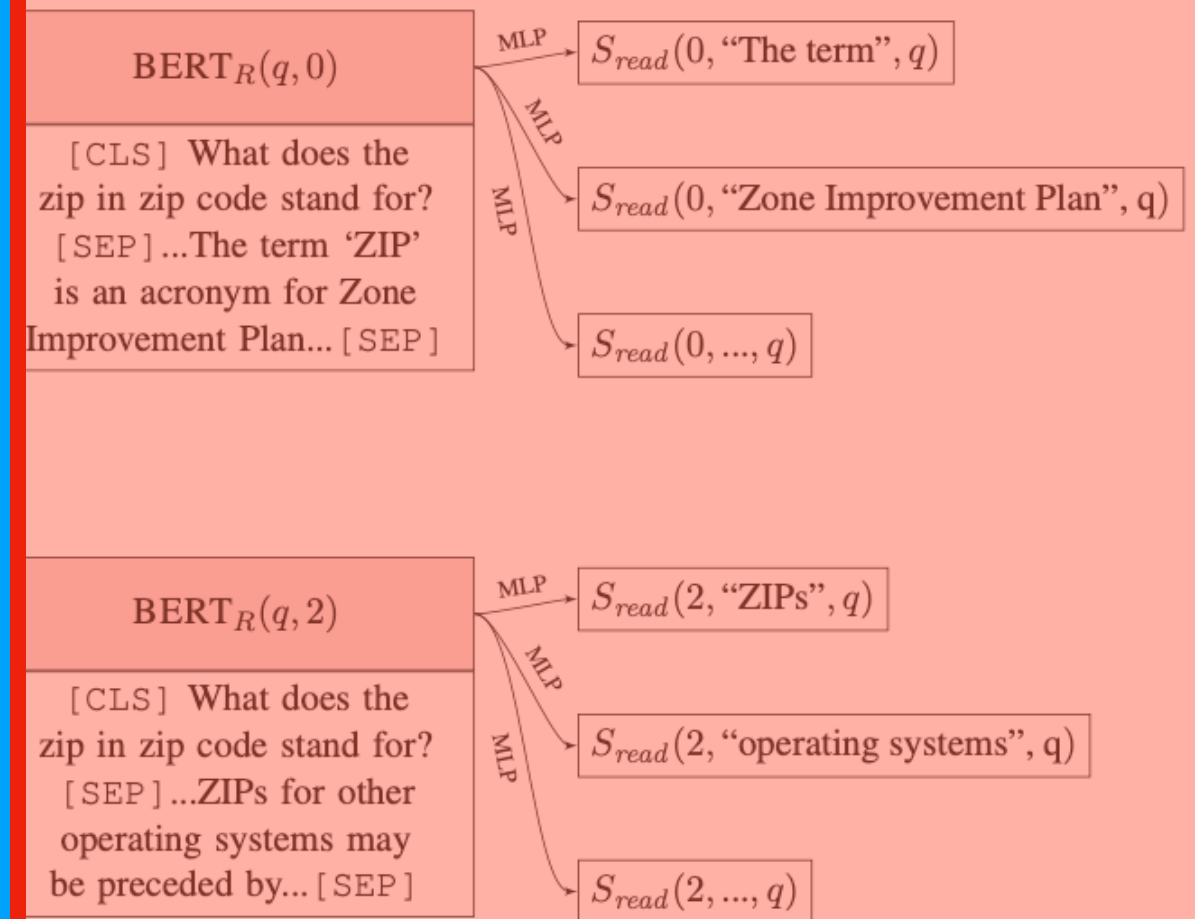 BERT_R(q, 0)
[CLS] What does the
zip in zip code stand for?
[SEP]...The term ‘ZIP’
is an acronym for Zone
Improvement Plan...[SEP]
MLP
MLP
MLP
S_read(0, “The term”, q)
S_read(0, “Zone Improvement Plan”, q)
S_read(0, ..., q)
BERT_R(q, 2)
[CLS] What does the
zip in zip code stand for?
[SEP]...ZIPs for other
operating systems may
be preceded by...[SEP]
MLP
MLP
MLP
S_read(2, “ZIPs”, q)
S_read(2, “operating systems”, q)
S_read(2, ..., q)